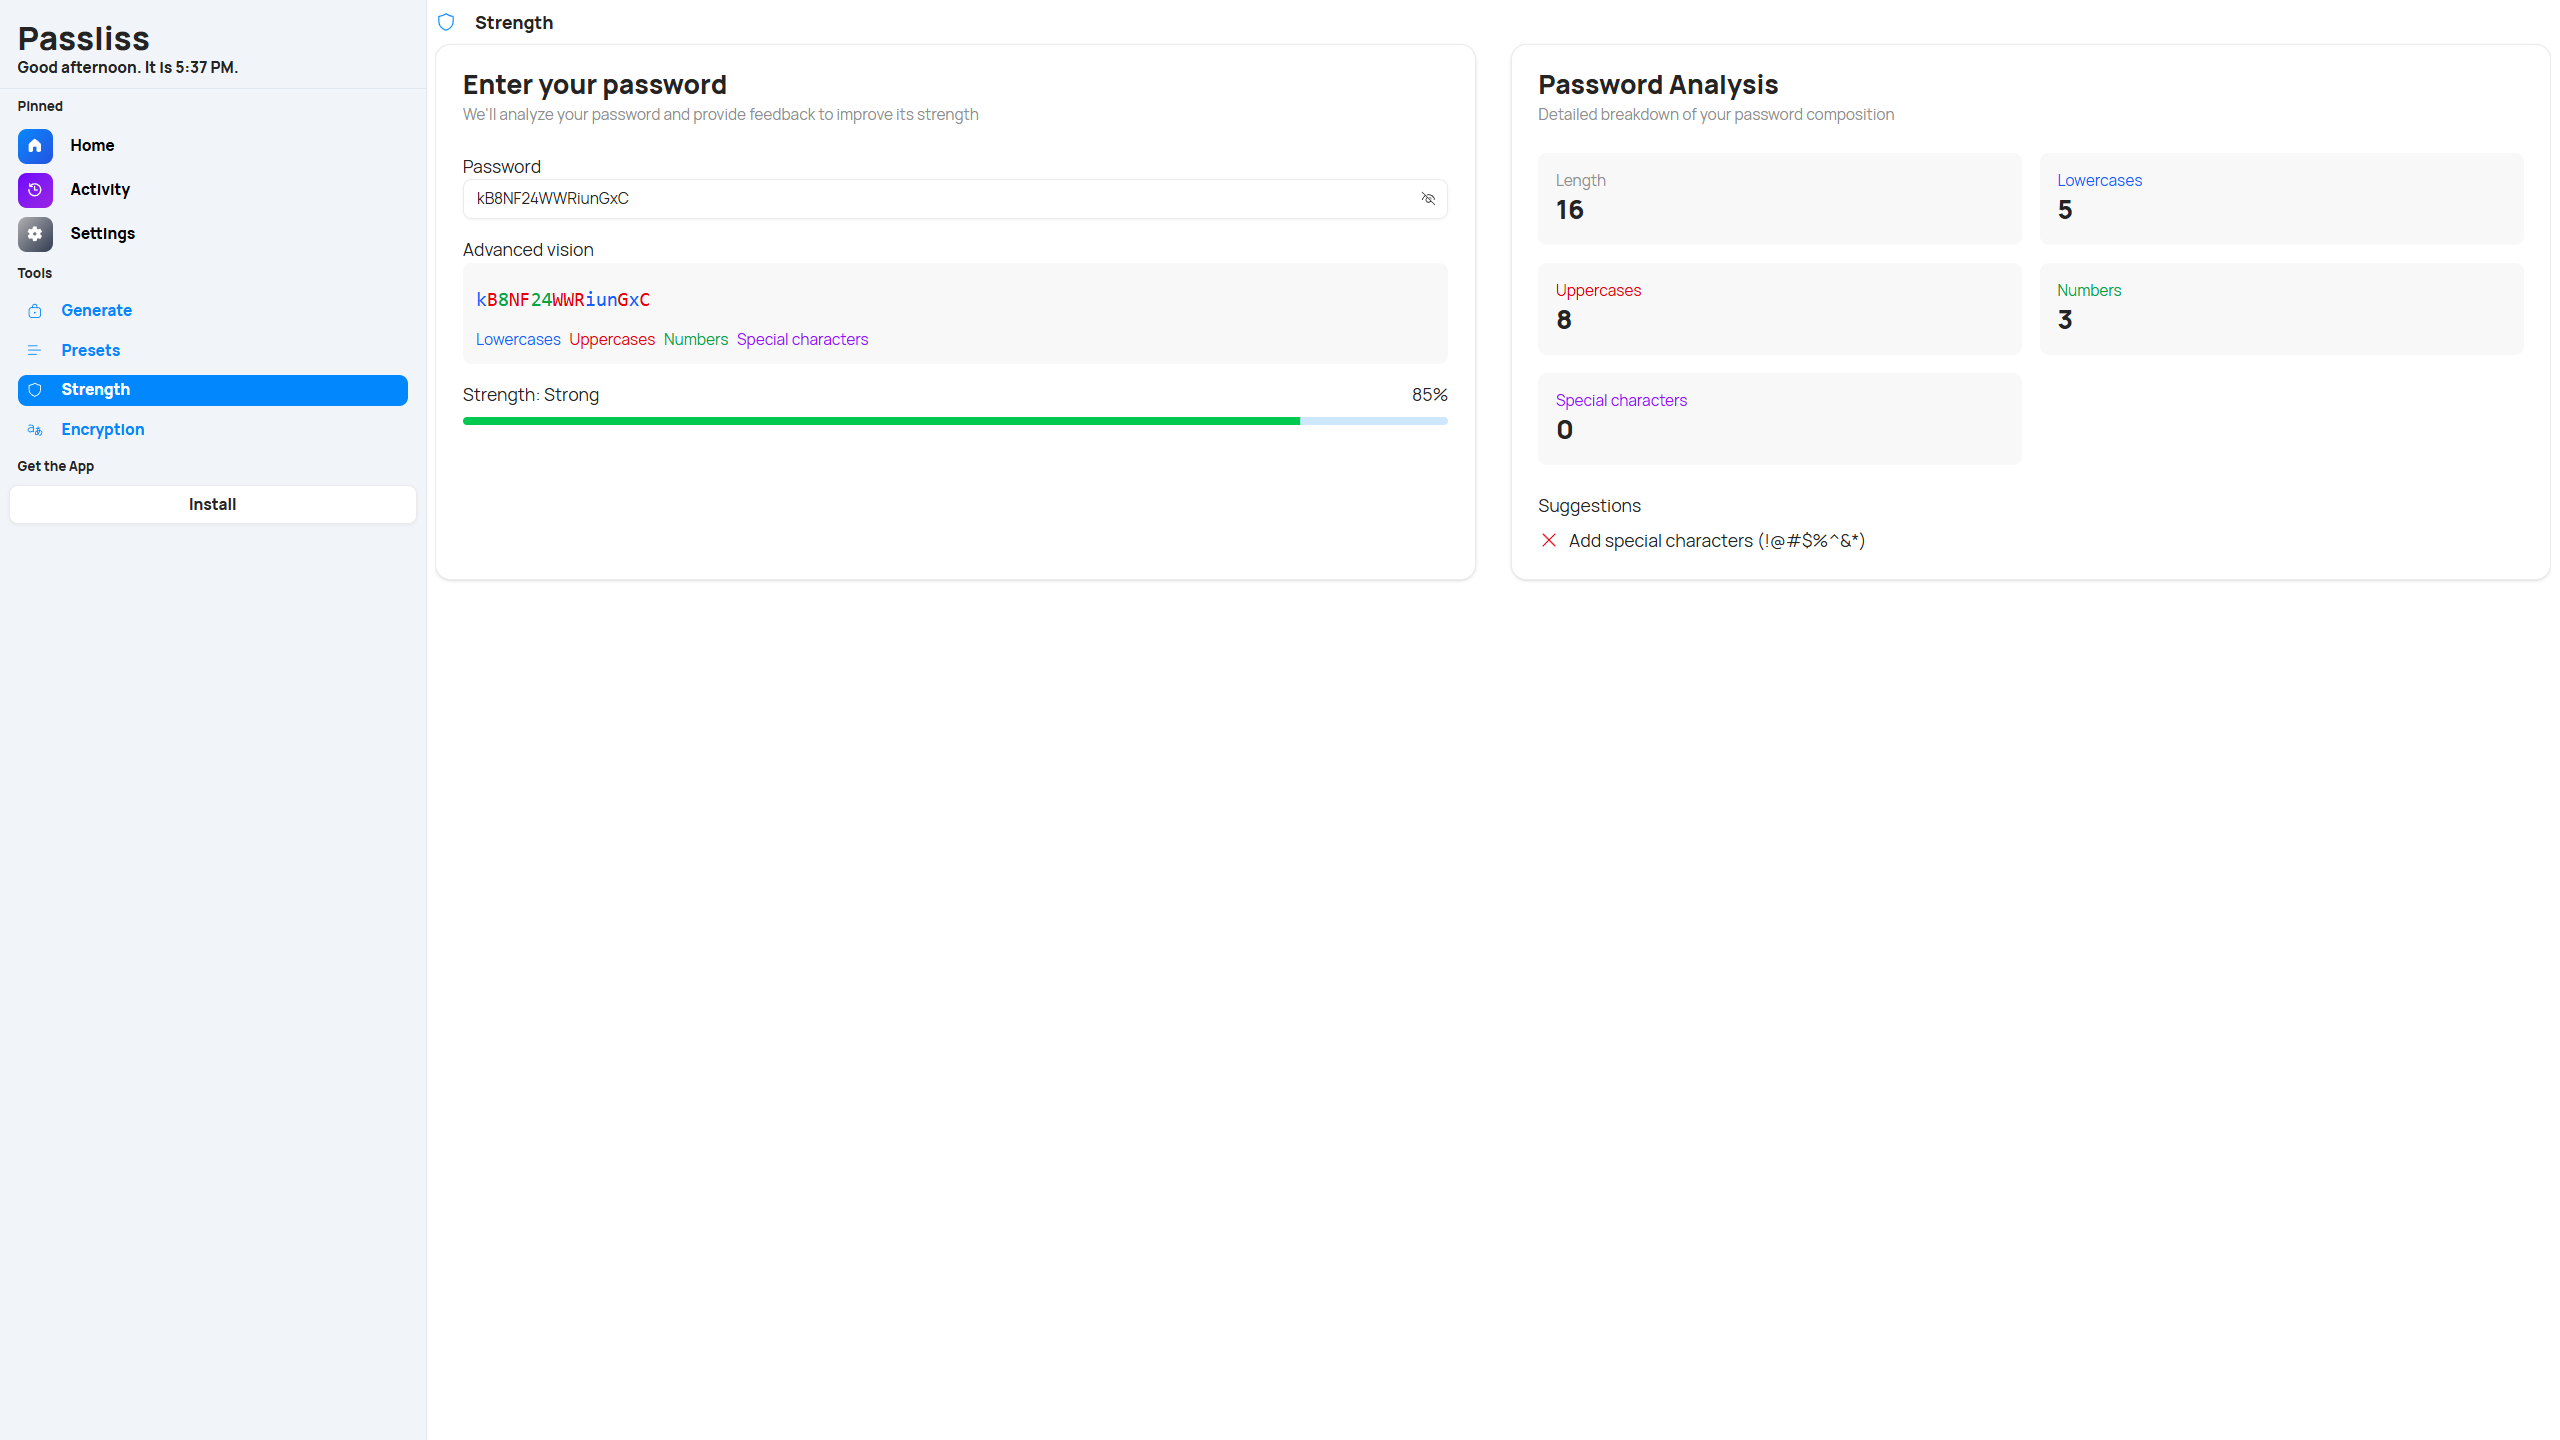 Passliss
Good afternoon. It is 5:37 PM.
Pinned
Home
Activity
Settings
Tools
Generate
Presets
Strength
Encryption
Get the App
Install
Strength
Enter your password
We'll analyze your password and provide feedback to improve its strength
Password
kB8NF24WWRiunGxC
Advanced vision
kB8NF24WWRiunGxC
Lowercases Uppercases Numbers Special characters
Strength: Strong 85%
Password Analysis
Detailed breakdown of your password composition
Length
16
Lowercases
5
Uppercases
8
Numbers
3
Special characters
0
Suggestions
Add special characters (!@#$%^&*)